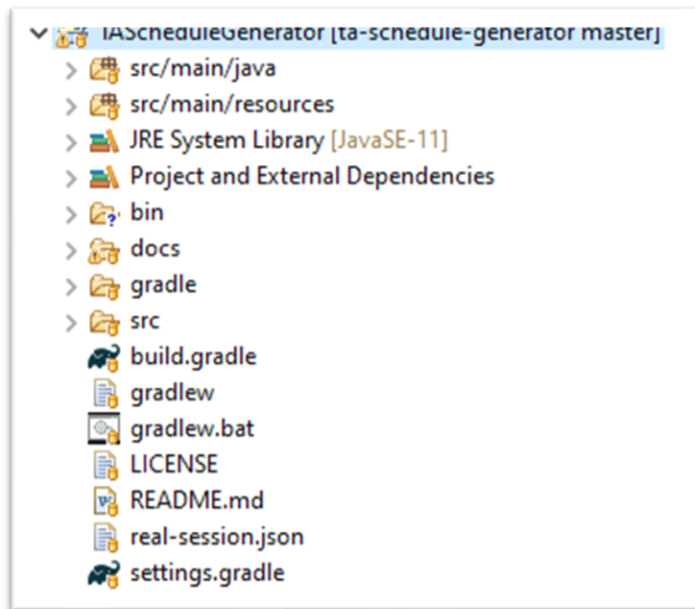 TAScheduleGenerator [ta-schedule-generator master]
src/main/java
src/main/resources
JRE System Library [JavaSE-11]
Project and External Dependencies
bin
docs
gradle
src
build.gradle
gradlew
gradlew.bat
LICENSE
README.md
real-session.json
settings.gradle